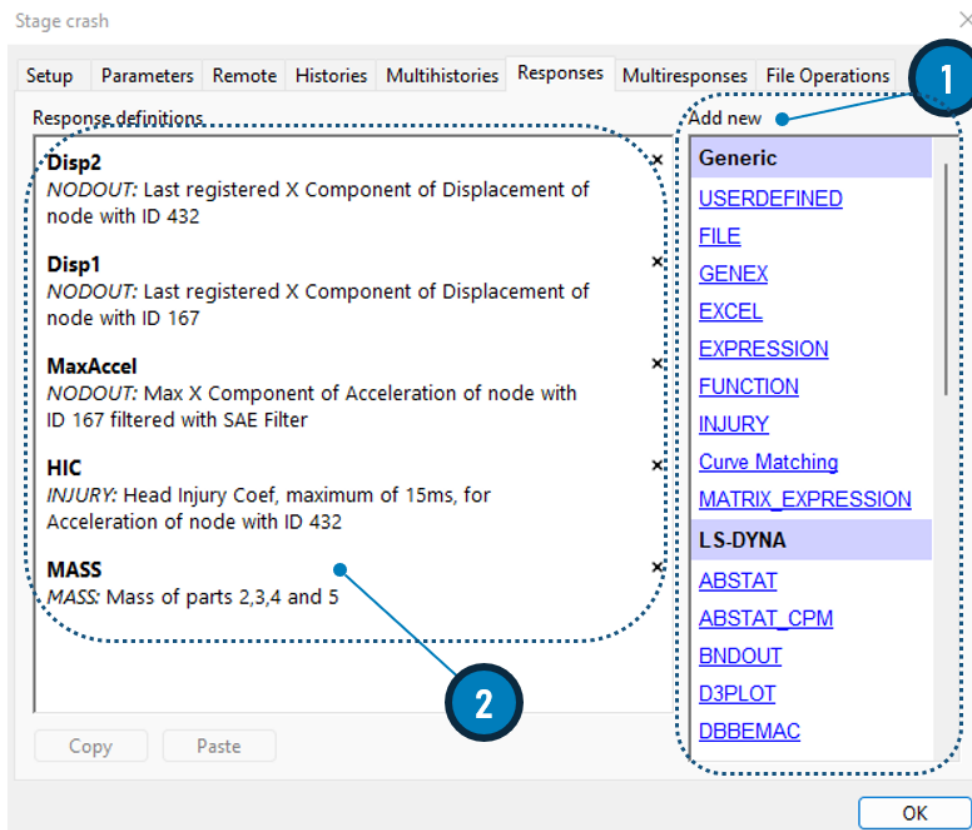 Stage crash
Setup Parameters Remote Histories Multihistories Responses Multiresponses File Operations
1
Response definitions
Disp2
NODOUT: Last registered X Component of Displacement of
node with ID 432
Disp1
NODOUT: Last registered X Component of Displacement of
node with ID 167
MaxAccel
NODOUT: Max X Component of Acceleration of node with
ID 167 filtered with SAE Filter
HIC
INJURY: Head Injury Coef, maximum of 15ms, for
Acceleration of node with ID 432
MASS
MASS: Mass of parts 2,3,4 and 5
2
Copy Paste
Add new
Generic
USERDEFINED
FILE
GENEX
EXCEL
EXPRESSION
FUNCTION
INJURY
Curve Matching
MATRIX_EXPRESSION
LS-DYNA
ABSTAT
ABSTAT_CPM
BNDOUT
D3PLOT
DBBEMAC
OK